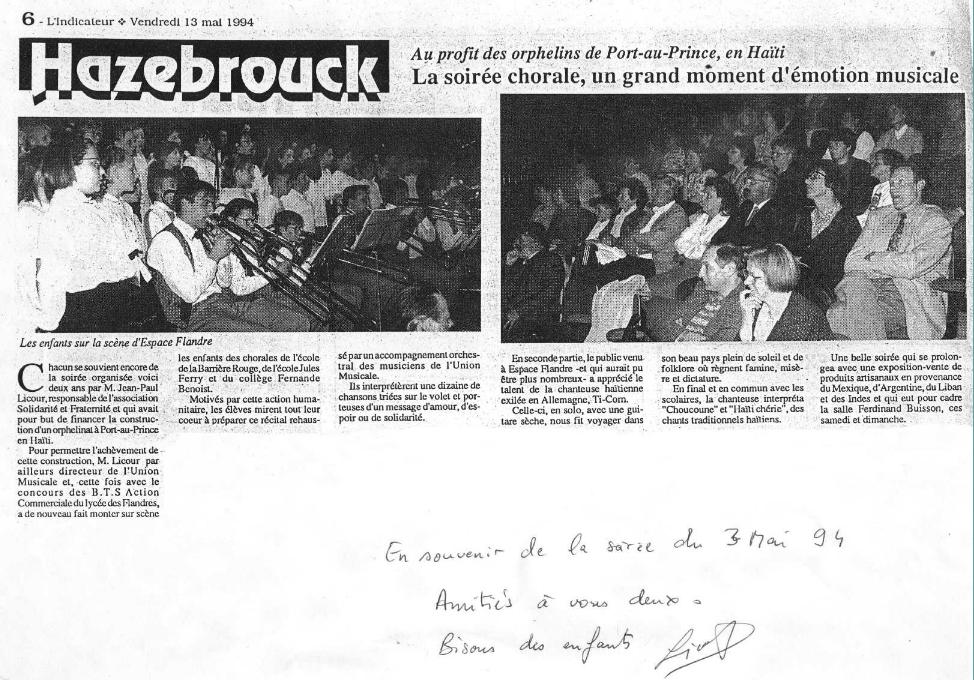 6 - L'Indicateur ❖ Vendredi 13 mai 1994
Hazebrouck
Au profit des orphelins de Port-au-Prince, en Haïti
La soirée chorale, un grand moment d'émotion musicale
Les enfants sur la scène d'Espace Flandre
Chacun se souvient encore de
la soirée organisée voici
deux ans par M. Jean-Paul
Licour, responsable de l'association
Solidarité et Fraternité et qui avait
pour but de financer la construc-
tion d'un orphelinat à Port-au-Prince
en Haïti.
Pour permettre l'achèvement de
cette construction, M. Licour par
ailleurs directeur de l'Union
Musicale et, cette fois avec le
concours des B.T.S Action
Commerciale du lycée des Flandres,
a de nouveau fait monter sur scène
les enfants des chorales de l'école
de la Barrière Rouge, de l'école Jules
Ferry et du collège Fernande
Benoist.
Motivés par cette action huma-
nitaire, les élèves mirent tout leur
coeur à préparer ce récital rehaus-
sé par un accompagnement orches-
tral des musiciens de l'Union
Musicale.
Ils interprétèrent une dizaine de
chansons triées sur le volet et por-
teuses d'un message d'amour, d'es-
poir ou de solidarité.
En seconde partie, le public venu
à Espace Flandre -et qui aurait pu
être plus nombreux- a apprécié le
talent de la chanteuse haïtienne
exilée en Allemagne, Ti-Corn.
Celle-ci, en solo, avec une gui-
tare sèche, nous fit voyager dans
son beau pays plein de soleil et de
folklore où règnent famine, misè-
re et dictature.
En final et en commun avec les
scolaires, la chanteuse interpréta
"Choucoune" et "Haïti chérie", des
chants traditionnels haïtiens.
Une belle soirée qui se prolon-
gea avec une exposition-vente de
produits artisanaux en provenance
du Mexique, d'Argentine, du Liban
et des Indes et qui eut pour cadre
la salle Ferdinand Buisson, ces
samedi et dimanche.
En souvenir de la soirée du 3 Mai 94
Amitiés à vous deux.
Bisous des enfants